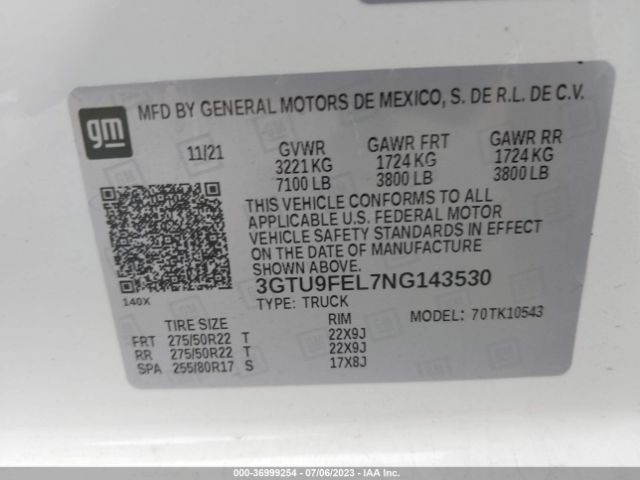 gm
MFD BY GENERAL MOTORS DE MEXICO, S. DE R.L. DE C.V.
11/21 GVWR GAWR FRT GAWR RR
3221 KG 1724 KG 1724 KG
7100 LB 3800 LB 3800 LB
THIS VEHICLE CONFORMS TO ALL
APPLICABLE U.S. FEDERAL MOTOR
VEHICLE SAFETY STANDARDS IN EFFECT
ON THE DATE OF MANUFACTURE
SHOWN ABOVE.
140X
3GTU9FEL7NG143530
TYPE: TRUCK
MODEL: 70TK10543
TIRE SIZE RIM
FRT 275/50R22 T 22X9J
RR 275/50R22 T 22X9J
SPA 255/80R17 S 17X8J
000-36999254 / 07/06/2023 - IAA Inc.